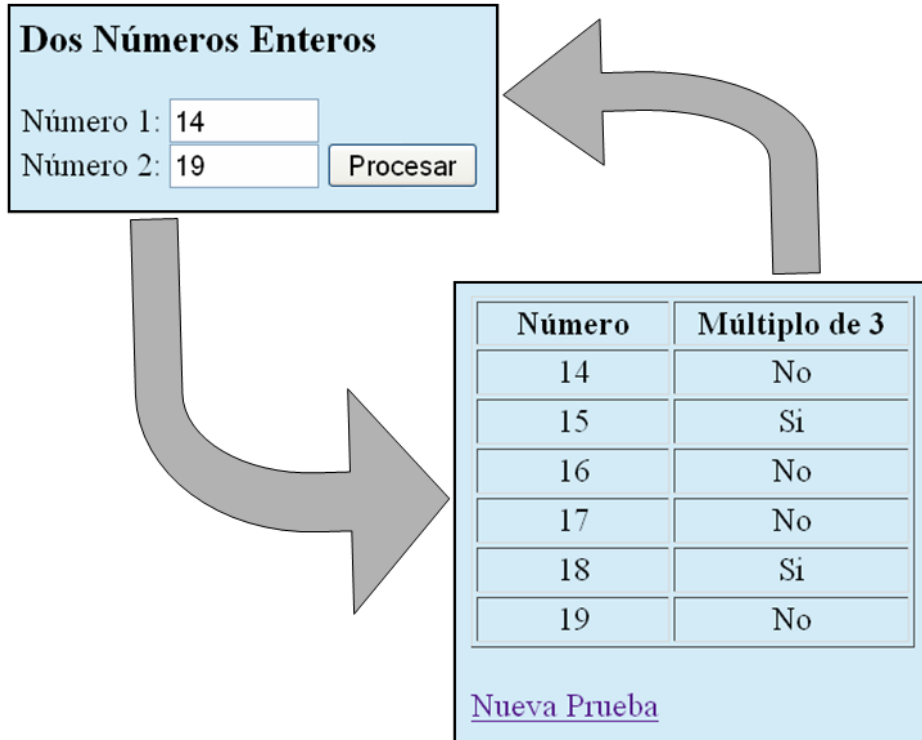 Dos Números Enteros
Número 1: 14
Número 2: 19 Procesar
Número Múltiplo de 3
14 No
15 Si
16 No
17 No
18 Si
19 No
Nueva Prueba